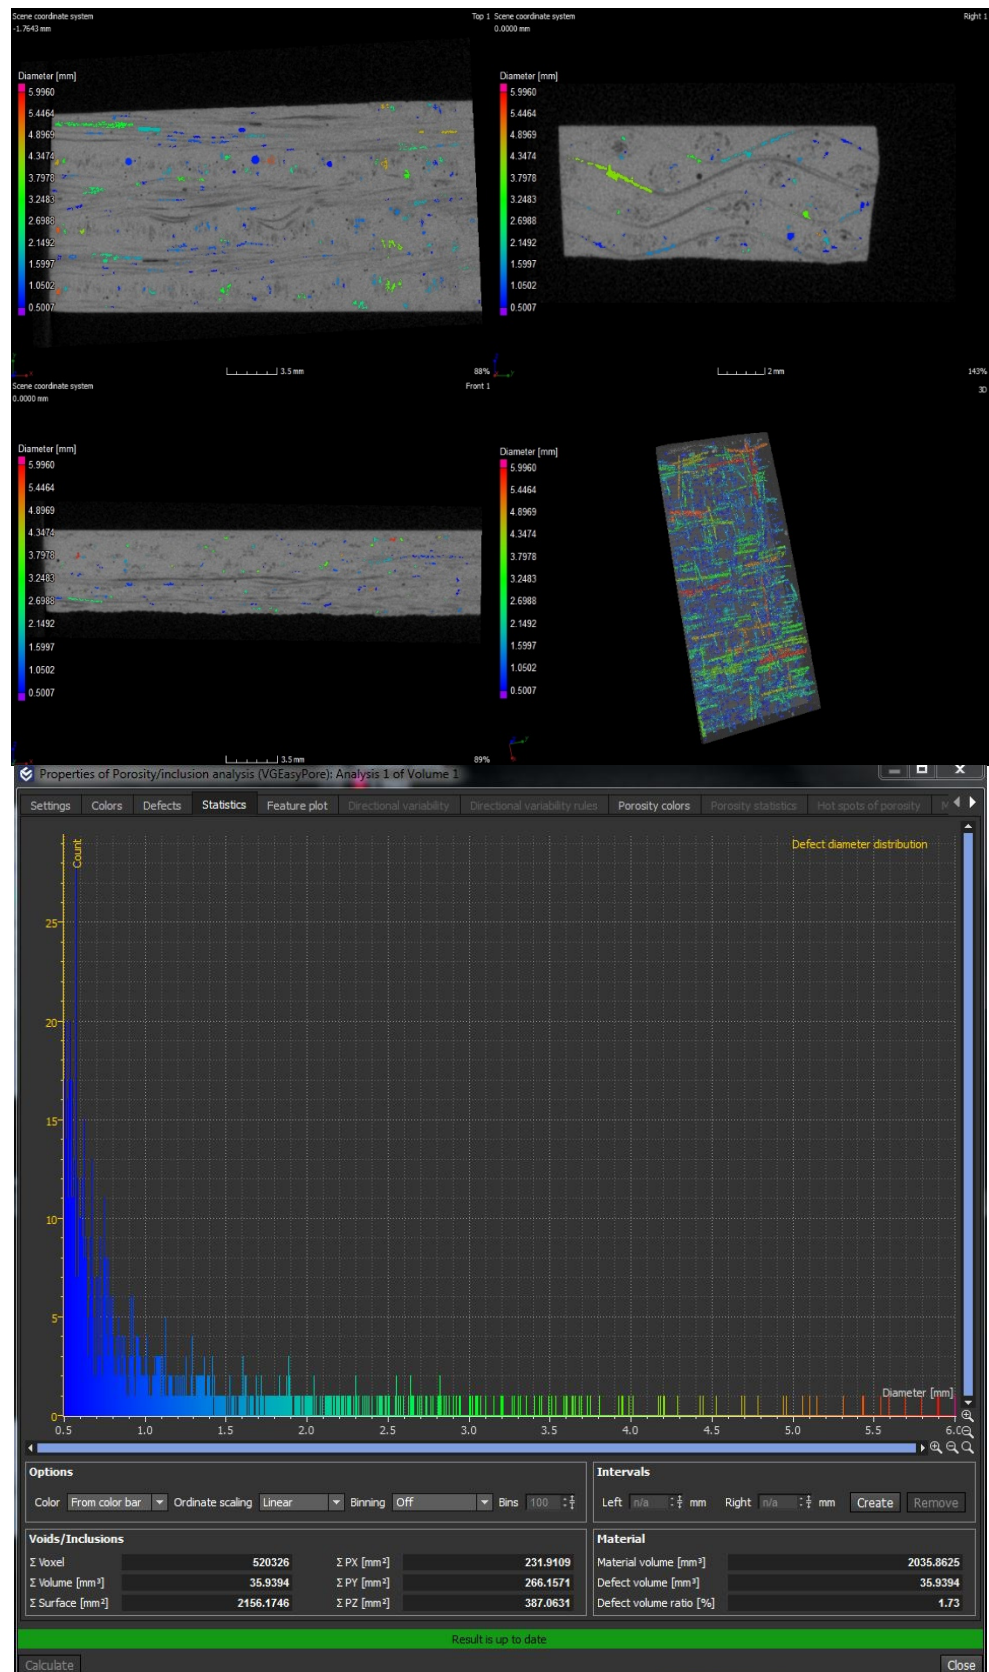 Scene coordinate system
-1.7643 mm
Top 1
Diameter [mm]
5.9960
5.4464
4.8969
4.3474
3.7978
3.2483
2.6988
2.1492
1.5997
1.0502
0.5007
3.5 mm
88%
Scene coordinate system
0.0000 mm
Right 1
Diameter [mm]
5.9960
5.4464
4.8969
4.3474
3.7978
3.2483
2.6988
2.1492
1.5997
1.0502
0.5007
2 mm
143%
Scene coordinate system
0.0000 mm
Front 1
Diameter [mm]
5.9960
5.4464
4.8969
4.3474
3.7978
3.2483
2.6988
2.1492
1.5997
1.0502
0.5007
3.5 mm
89%
3D
Diameter [mm]
5.9960
5.4464
4.8969
4.3474
3.7978
3.2483
2.6988
2.1492
1.5997
1.0502
0.5007
Properties of Porosity/inclusion analysis (VGEasyPore): Analysis 1 of Volume 1
Settings Colors Defects Statistics Feature plot Directional variability Directional variability rules Porosity colors Porosity statistics Hot spots of porosity
Defect diameter distribution
Count
25
20
15
10
5
0
Diameter [mm]
0.5 1.0 1.5 2.0 2.5 3.0 3.5 4.0 4.5 5.0 5.5 6.0
Options
Color From color bar Ordinate scaling Linear Binning Off Bins 100
Intervals
Left n/a mm Right n/a mm Create Remove
Voids/Inclusions
Σ Voxel 520326 Σ PX [mm²] 231.9109
Σ Volume [mm³] 35.9394 Σ PY [mm²] 266.1571
Σ Surface [mm²] 2156.1746 Σ PZ [mm²] 387.0631
Material
Material volume [mm³] 2035.8625
Defect volume [mm³] 35.9394
Defect volume ratio [%] 1.73
Result is up to date
Calculate Close